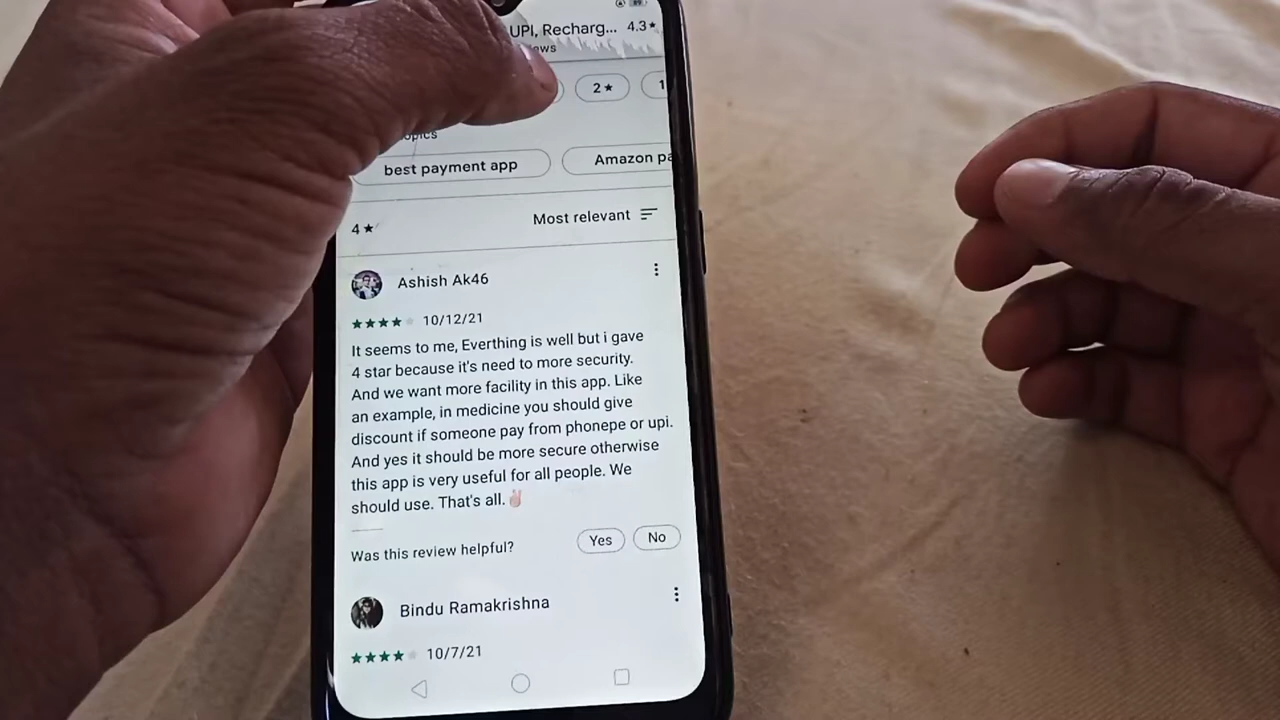 UPI, Recharg... 4.3★
2★
best payment app
Amazon pa
4★
Most relevant
Ashish Ak46
10/12/21
It seems to me, Everthing is well but i gave
4 star because it's need to more security.
And we want more facility in this app. Like
an example, in medicine you should give
discount if someone pay from phonepe or upi.
And yes it should be more secure otherwise
this app is very useful for all people. We
should use. That's all.✌
Was this review helpful?
Yes
No
Bindu Ramakrishna
10/7/21